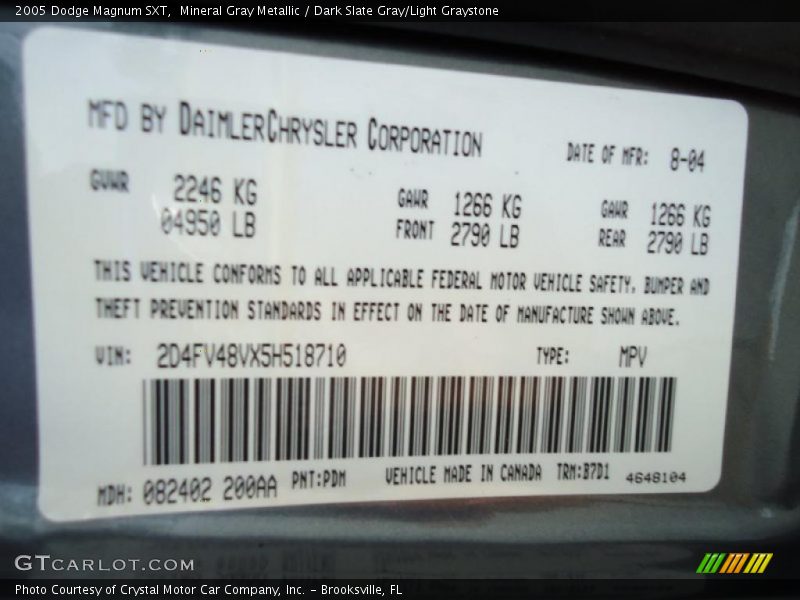 2005 Dodge Magnum SXT,  Mineral Gray Metallic / Dark Slate Gray/Light Graystone
MFD BY DAIMLERCHRYSLER CORPORATION
DATE OF MFR: 8-04
GVWR 2246 KG
04950 LB
GAWR 1266 KG
FRONT 2790 LB
GAWR 1266 KG
REAR 2790 LB
THIS VEHICLE CONFORMS TO ALL APPLICABLE FEDERAL MOTOR VEHICLE SAFETY, BUMPER AND
THEFT PREVENTION STANDARDS IN EFFECT ON THE DATE OF MANUFACTURE SHOWN ABOVE.
VIN: 2D4FV48VX5H518710 TYPE: MPV
MDH: 082402 200AA PNT:PDM VEHICLE MADE IN CANADA TRM:B7D1 4648104
GTCARLOT.COM
Photo Courtesy of Crystal Motor Car Company, Inc. – Brooksville, FL